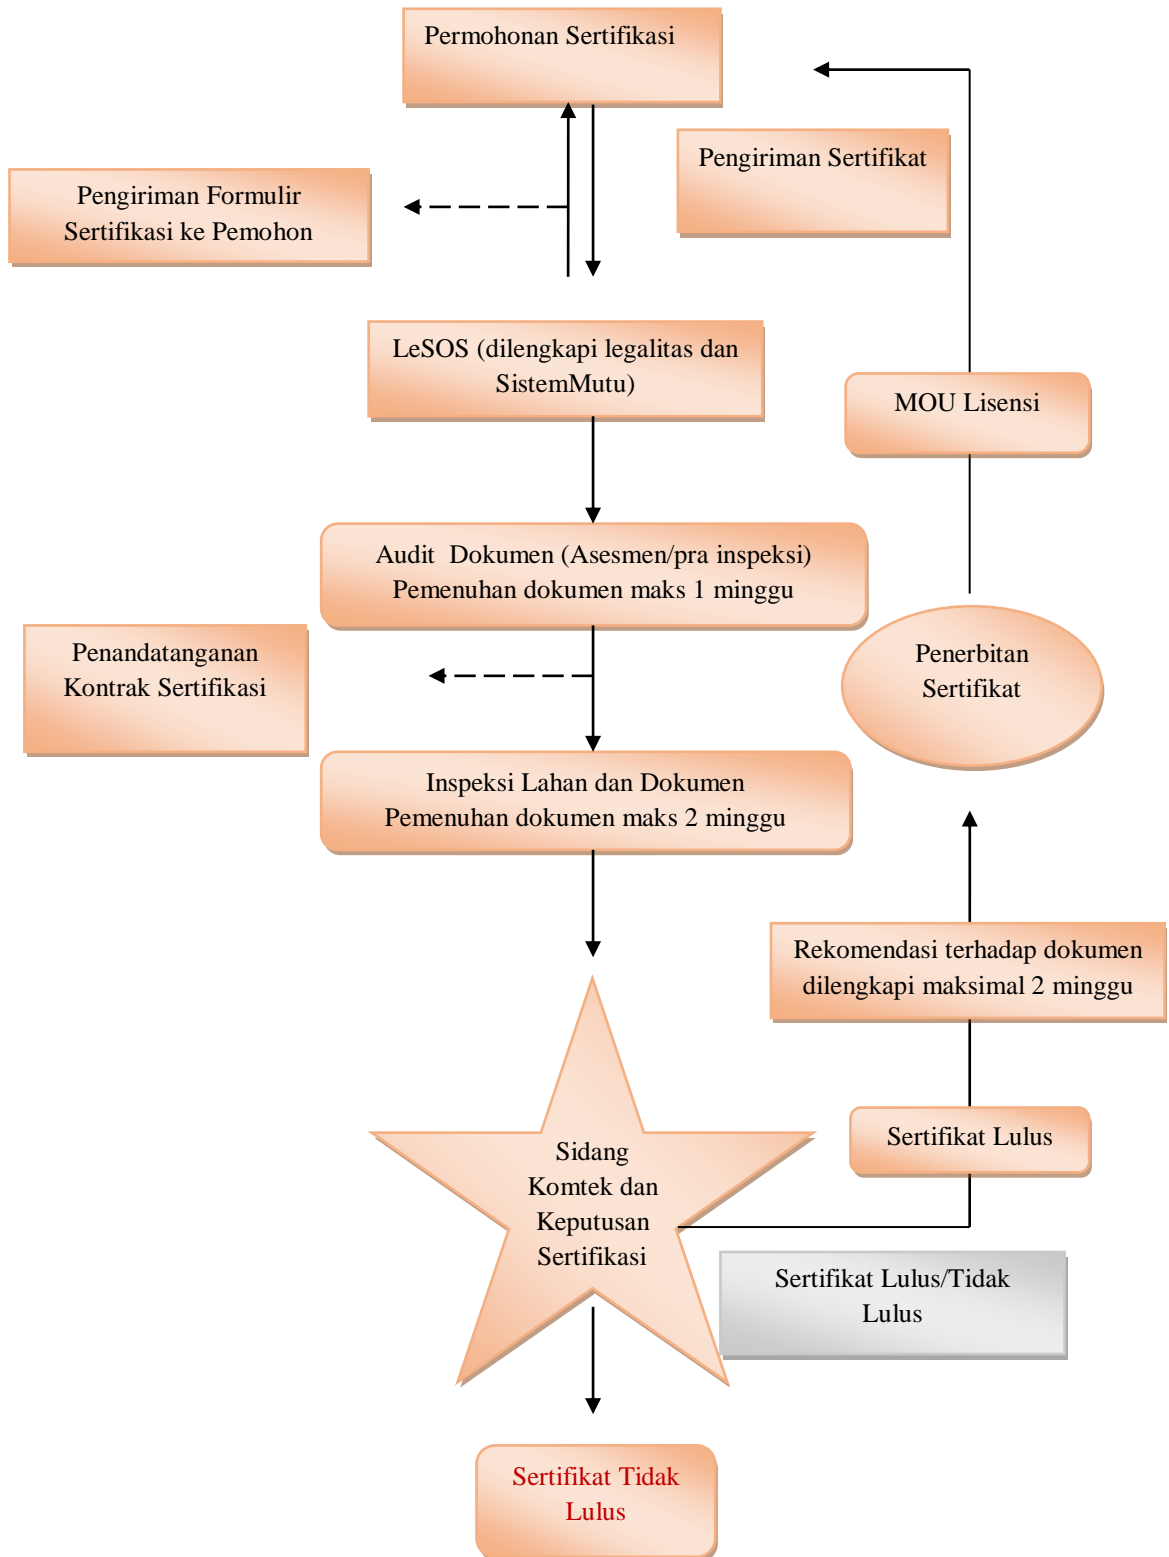 Permohonan Sertifikasi
Pengiriman Sertifikat
Pengiriman Formulir
Sertifikasi ke Pemohon
LeSOS (dilengkapi legalitas dan
SistemMutu)
MOU Lisensi
Audit Dokumen (Asesmen/pra inspeksi)
Pemenuhan dokumen maks 1 minggu
Penandatanganan
Kontrak Sertifikasi
Penerbitan
Sertifikat
Inspeksi Lahan dan Dokumen
Pemenuhan dokumen maks 2 minggu
Rekomendasi terhadap dokumen
dilengkapi maksimal 2 minggu
Sertifikat Lulus
Sidang
Komtek dan
Keputusan
Sertifikasi
Sertifikat Lulus/Tidak
Lulus
Sertifikat Tidak
Lulus